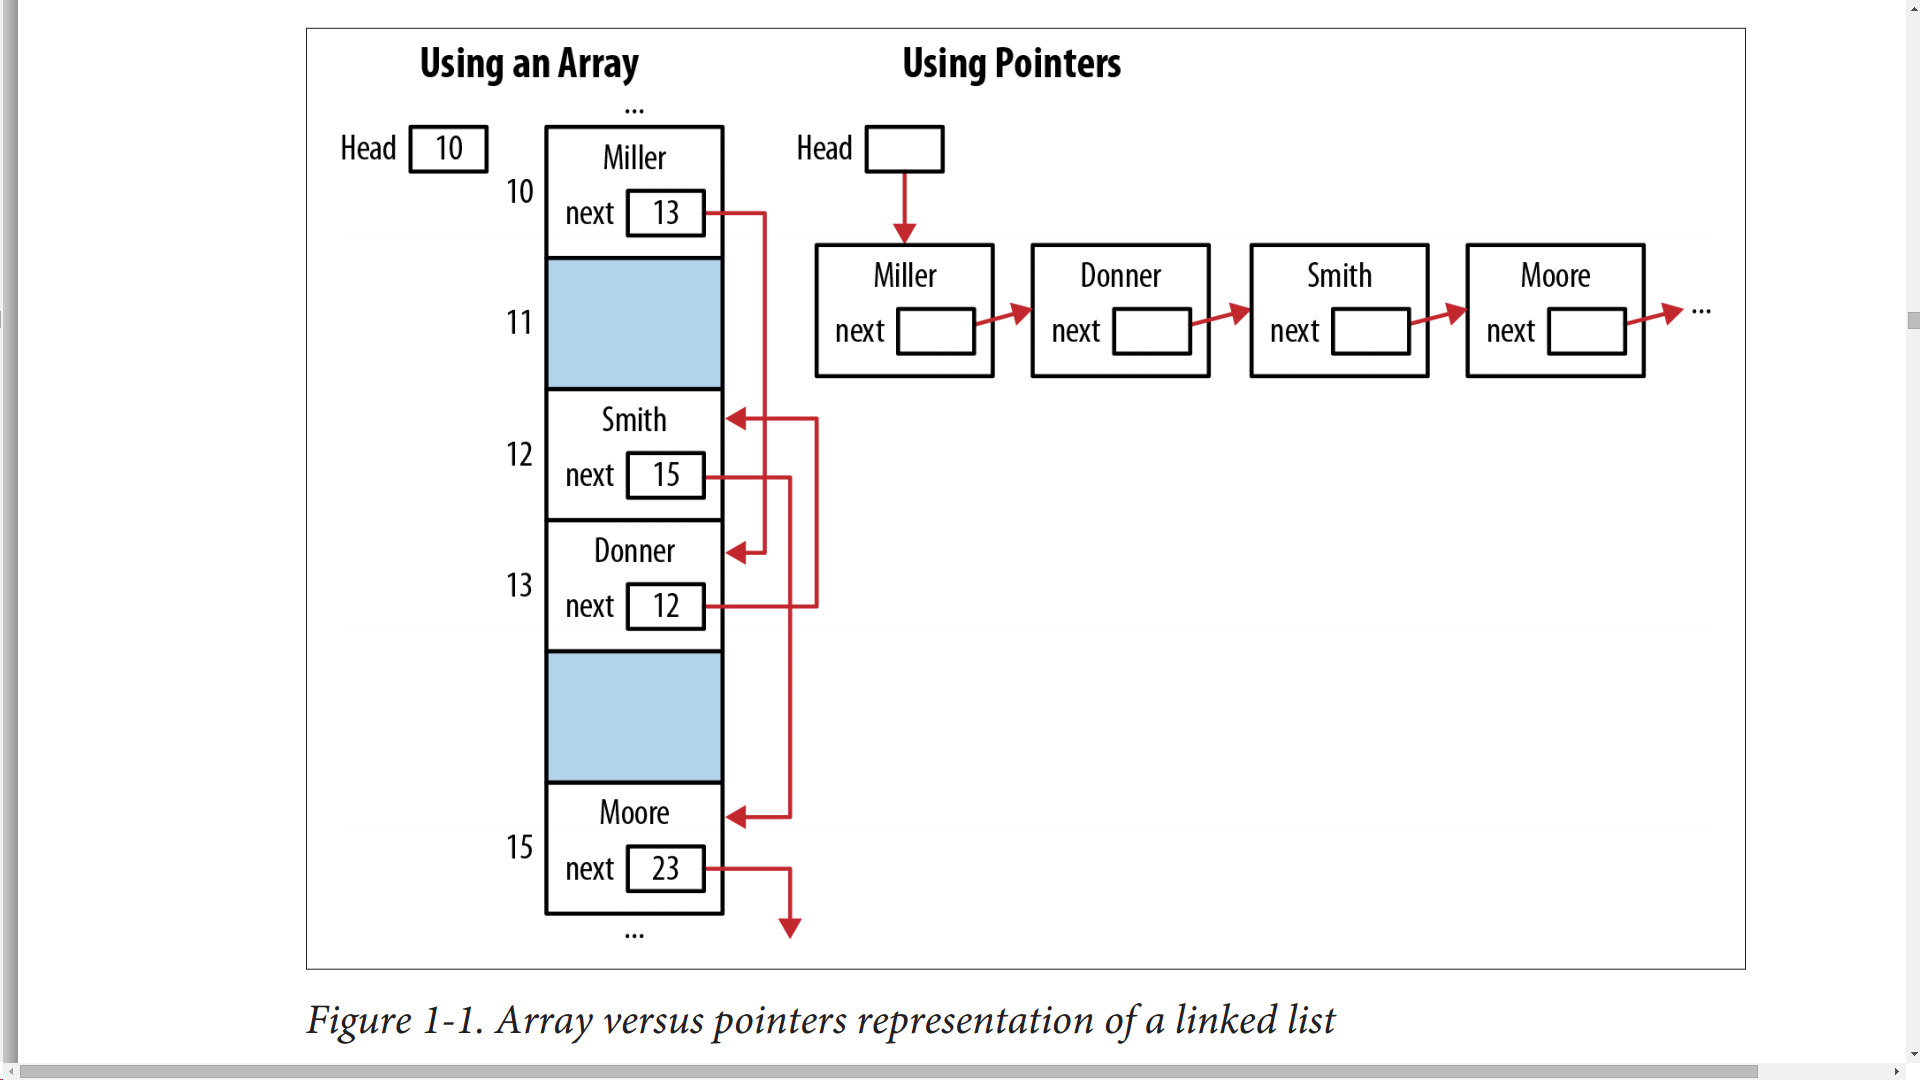 Using an Array
...
Head 10
10
Miller
next 13
11
12
Smith
next 15
13
Donner
next 12
15
Moore
next 23
...
Using Pointers
Head
Miller
next
Donner
next
Smith
next
Moore
next
...
Figure 1-1. Array versus pointers representation of a linked list